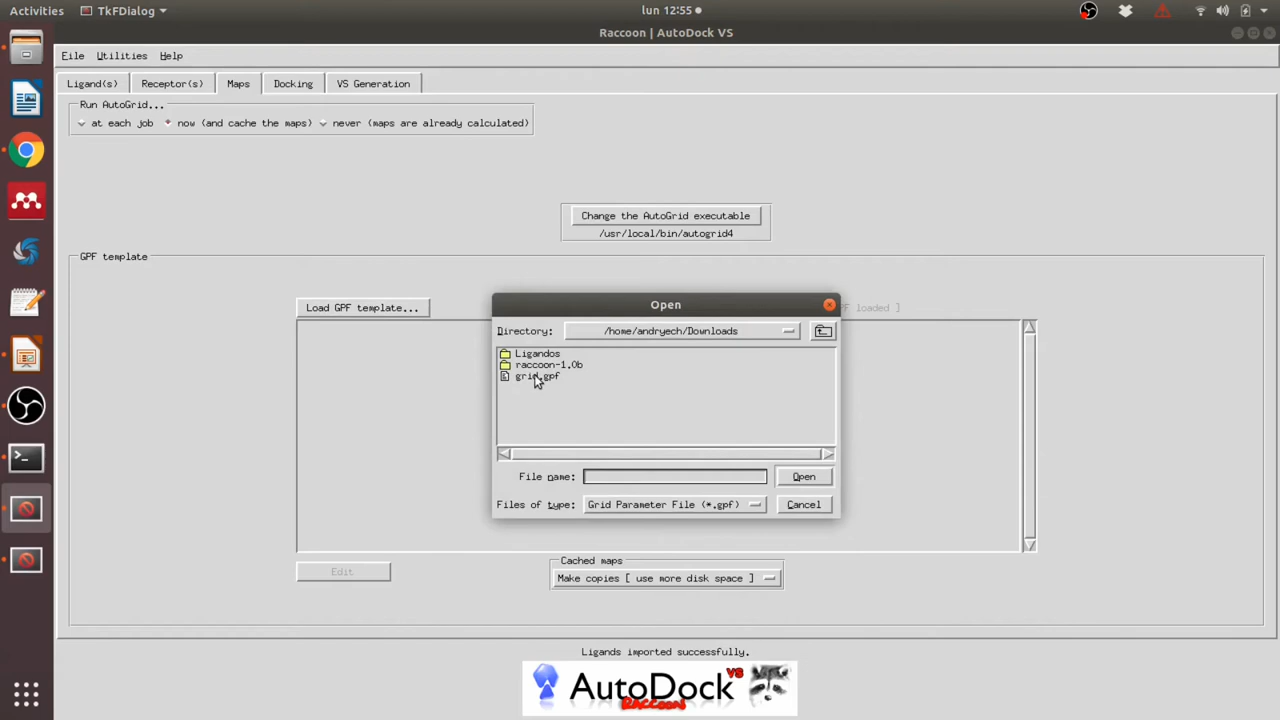 Activities TkFDialog lun 12:55
Raccoon | AutoDock VS
File Utilities Help
Ligand(s) Receptor(s) Maps Docking VS Generation
Run AutoGrid...
at each job now (and cache the maps) never (maps are already calculated)
Change the AutoGrid executable
/usr/local/bin/autogrid4
GPF template
Load GPF template...
PF loaded ]
Open
Directory: /home/andryech/Downloads
Ligandos
raccoon-1.0b
grid.gpf
File name: Open
Files of type: Grid Parameter File (*.gpf) Cancel
Edit
Cached maps
Make copies [ use more disk space ]
Ligands imported successfully.
AutoDock VS
RACCOON